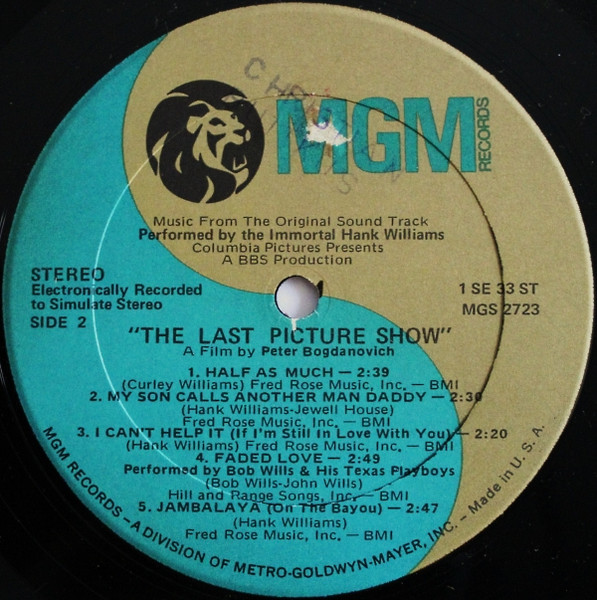 MGM
RECORDS
Music From The Original Sound Track
Performed by the Immortal Hank Williams
Columbia Pictures Presents
A BBS Production
STEREO
Electronically Recorded
to Simulate Stereo
SIDE 2
1 SE 33 ST
MGS 2723
"THE LAST PICTURE SHOW"
A Film by Peter Bogdanovich
1. HALF AS MUCH — 2:39
(Curley Williams) Fred Rose Music, Inc. — BMI
2. MY SON CALLS ANOTHER MAN DADDY — 2:30
(Hank Williams-Jewell House)
Fred Rose Music, Inc. — BMI
3. I CAN'T HELP IT (If I'm Still In Love With You) — 2:20
(Hank Williams) Fred Rose Music, Inc. — BMI
4. FADED LOVE — 2:49
Performed by Bob Wills & His Texas Playboys
(Bob Wills-John Wills)
Hill and Range Songs, Inc. — BMI
5. JAMBALAYA (On The Bayou) — 2:47
(Hank Williams)
Fred Rose Music, Inc. — BMI
MGM RECORDS — A DIVISION OF METRO-GOLDWYN-MAYER, INC. — Made in U. S. A.